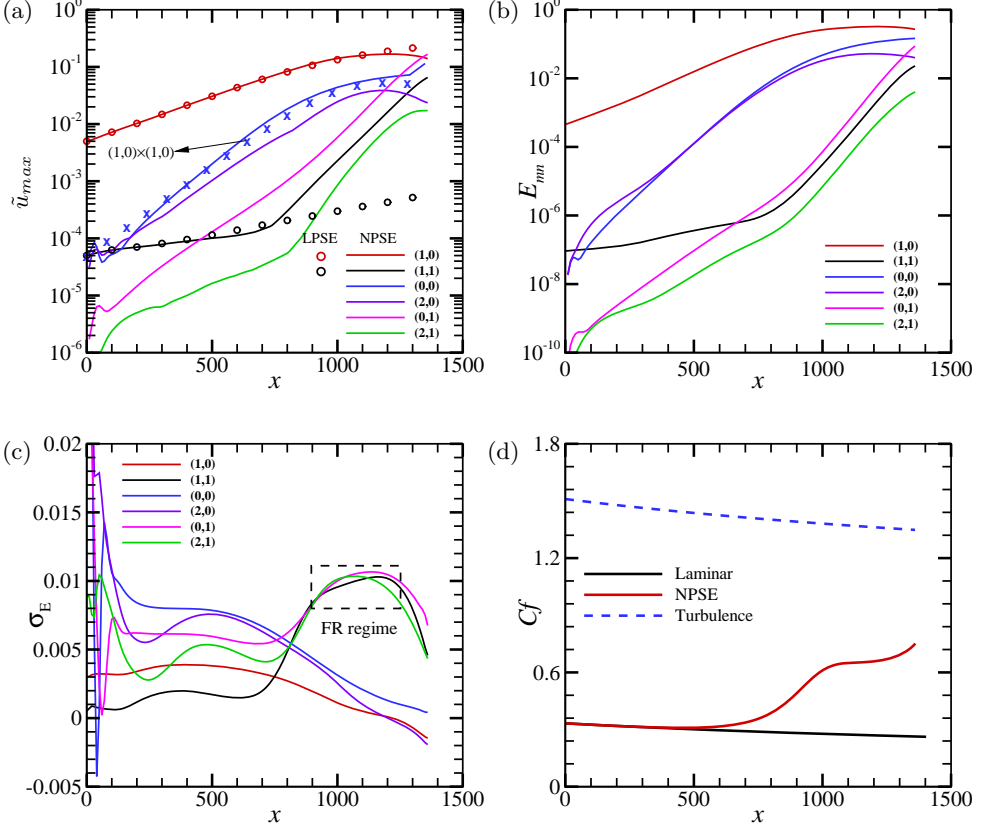 (a)
10^0
10^-1
10^-2
10^-3
10^-4
10^-5
10^-6
ũ_max
(1,0)×(1,0)
LPSE NPSE
(1,0)
(1,1)
(0,0)
(2,0)
(0,1)
(2,1)
0 500 1000 1500
x
(b)
10^0
10^-2
10^-4
10^-6
10^-8
10^-10
E_mn
(1,0)
(1,1)
(0,0)
(2,0)
(0,1)
(2,1)
0 500 1000 1500
x
(c)
0.02
0.015
0.01
0.005
0
-0.005
σ_E
(1,0)
(1,1)
(0,0)
(2,0)
(0,1)
(2,1)
FR regime
0 500 1000 1500
x
(d)
1.8
1.2
0.6
0
Cf
Laminar
NPSE
Turbulence
0 500 1000 1500
x